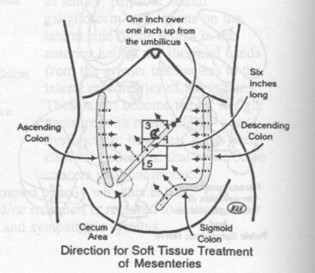 One inch over
one inch up from
the umbilicus
Six
inches
long
3
5
Ascending
Colon
Descending
Colon
Cecum
Area
Sigmoid
Colon
Direction for Soft Tissue Treatment
of Mesenteries